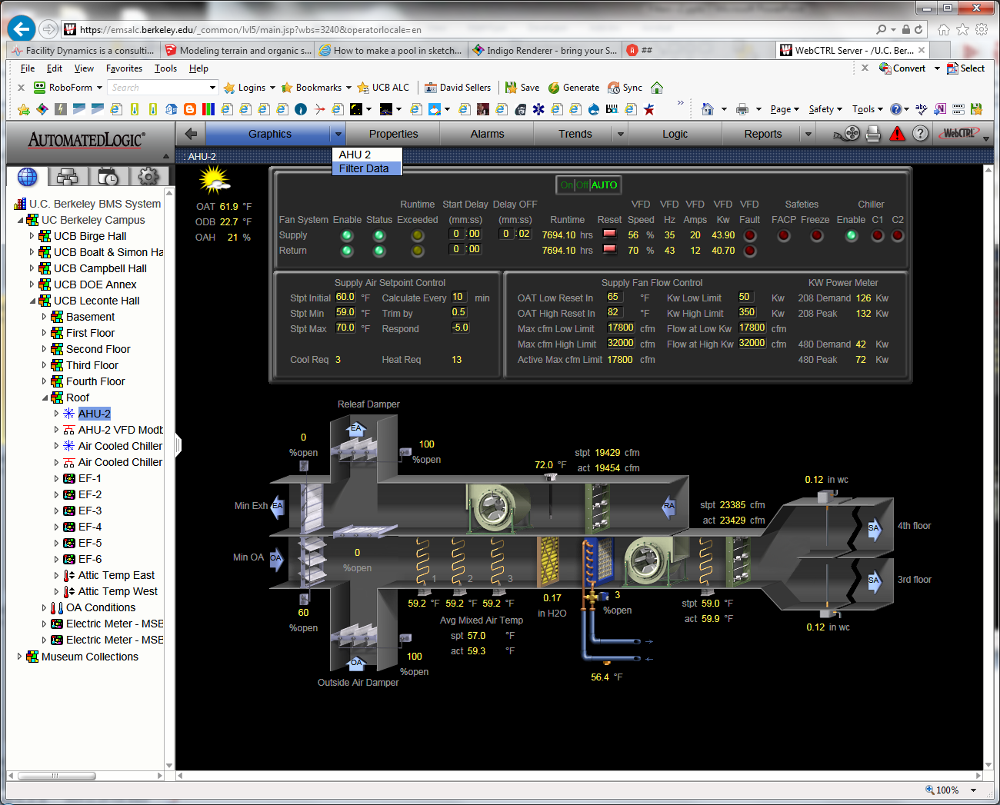 https://emsalc.berkeley.edu/_common/lvl5/main.jsp?wbs=3240&operatorlocale=en
Facility Dynamics is a consulti...
Modeling terrain and organic s...
How to make a pool in sketch...
Indigo Renderer - bring your S...
##
WebCTRL Server - /U.C. Ber...
File Edit View Favorites Tools Help
Convert Select
RoboForm Search Logins Bookmarks UCB ALC David Sellers Save Generate Sync
Page Safety Tools
AUTOMATEDLOGIC®
Graphics Properties Alarms Trends Logic Reports WebCTRL
: AHU-2
AHU 2
Filter Data
U.C. Berkeley BMS System
UC Berkeley Campus
UCB Birge Hall
UCB Boalt & Simon Ha
UCB Campbell Hall
UCB DOE Annex
UCB Leconte Hall
Basement
First Floor
Second Floor
Third Floor
Fourth Floor
Roof
AHU-2
AHU-2 VFD Modb
Air Cooled Chiller
Air Cooled Chiller
EF-1
EF-2
EF-3
EF-4
EF-5
EF-6
Attic Temp East
Attic Temp West
OA Conditions
Electric Meter - MSB
Electric Meter - MSB
Museum Collections
OAT 61.9 °F
ODB 22.7 °F
OAH 21 %
On|Off|AUTO
Runtime Start Delay Delay OFF VFD VFD VFD VFD VFD Safeties Chiller
Fan System Enable Status Exceeded (mm:ss) (mm:ss) Runtime Reset Speed Hz Amps Kw Fault FACP Freeze Enable C1 C2
Supply 0 :00 0 :02 7694.10 hrs 56 % 35 20 43.90
Return 0 :00 7694.10 hrs 70 % 43 12 40.70
Supply Air Setpoint Control
Stpt Initial 60.0 °F Calculate Every 10 min
Stpt Min 59.0 °F Trim by 0.5
Stpt Max 70.0 °F Respond -5.0
Cool Req 3 Heat Req 13
Supply Fan Flow Control
OAT Low Reset In 65 °F Kw Low Limit 50 Kw
OAT High Reset In 82 °F Kw High Limit 350 Kw
Max cfm Low Limit 17800 cfm Flow at Low Kw 17800 cfm
Max cfm High Limit 32000 cfm Flow at High Kw 32000 cfm
Active Max cfm Limit 17800 cfm
KW Power Meter
208 Demand 126 Kw
208 Peak 132 Kw
480 Demand 42 Kw
480 Peak 72 Kw
Releaf Damper
EA
0
%open
100
%open
stpt 19429 cfm
act 19454 cfm
72.0 °F
0.12 in wc
Min Exh EA
RA
stpt 23385 cfm
act 23429 cfm
SA 4th floor
Min OA OA
0
%open
1 2 3
SA 3rd floor
59.2 °F 59.2 °F 59.2 °F
0.17
in H2O
3
%open
stpt 59.0 °F
act 59.9 °F
60
%open
Avg Mixed Air Temp
spt 57.0 °F
act 59.3 °F
0.12 in wc
100
%open
OA
Outside Air Damper
56.4 °F
100%